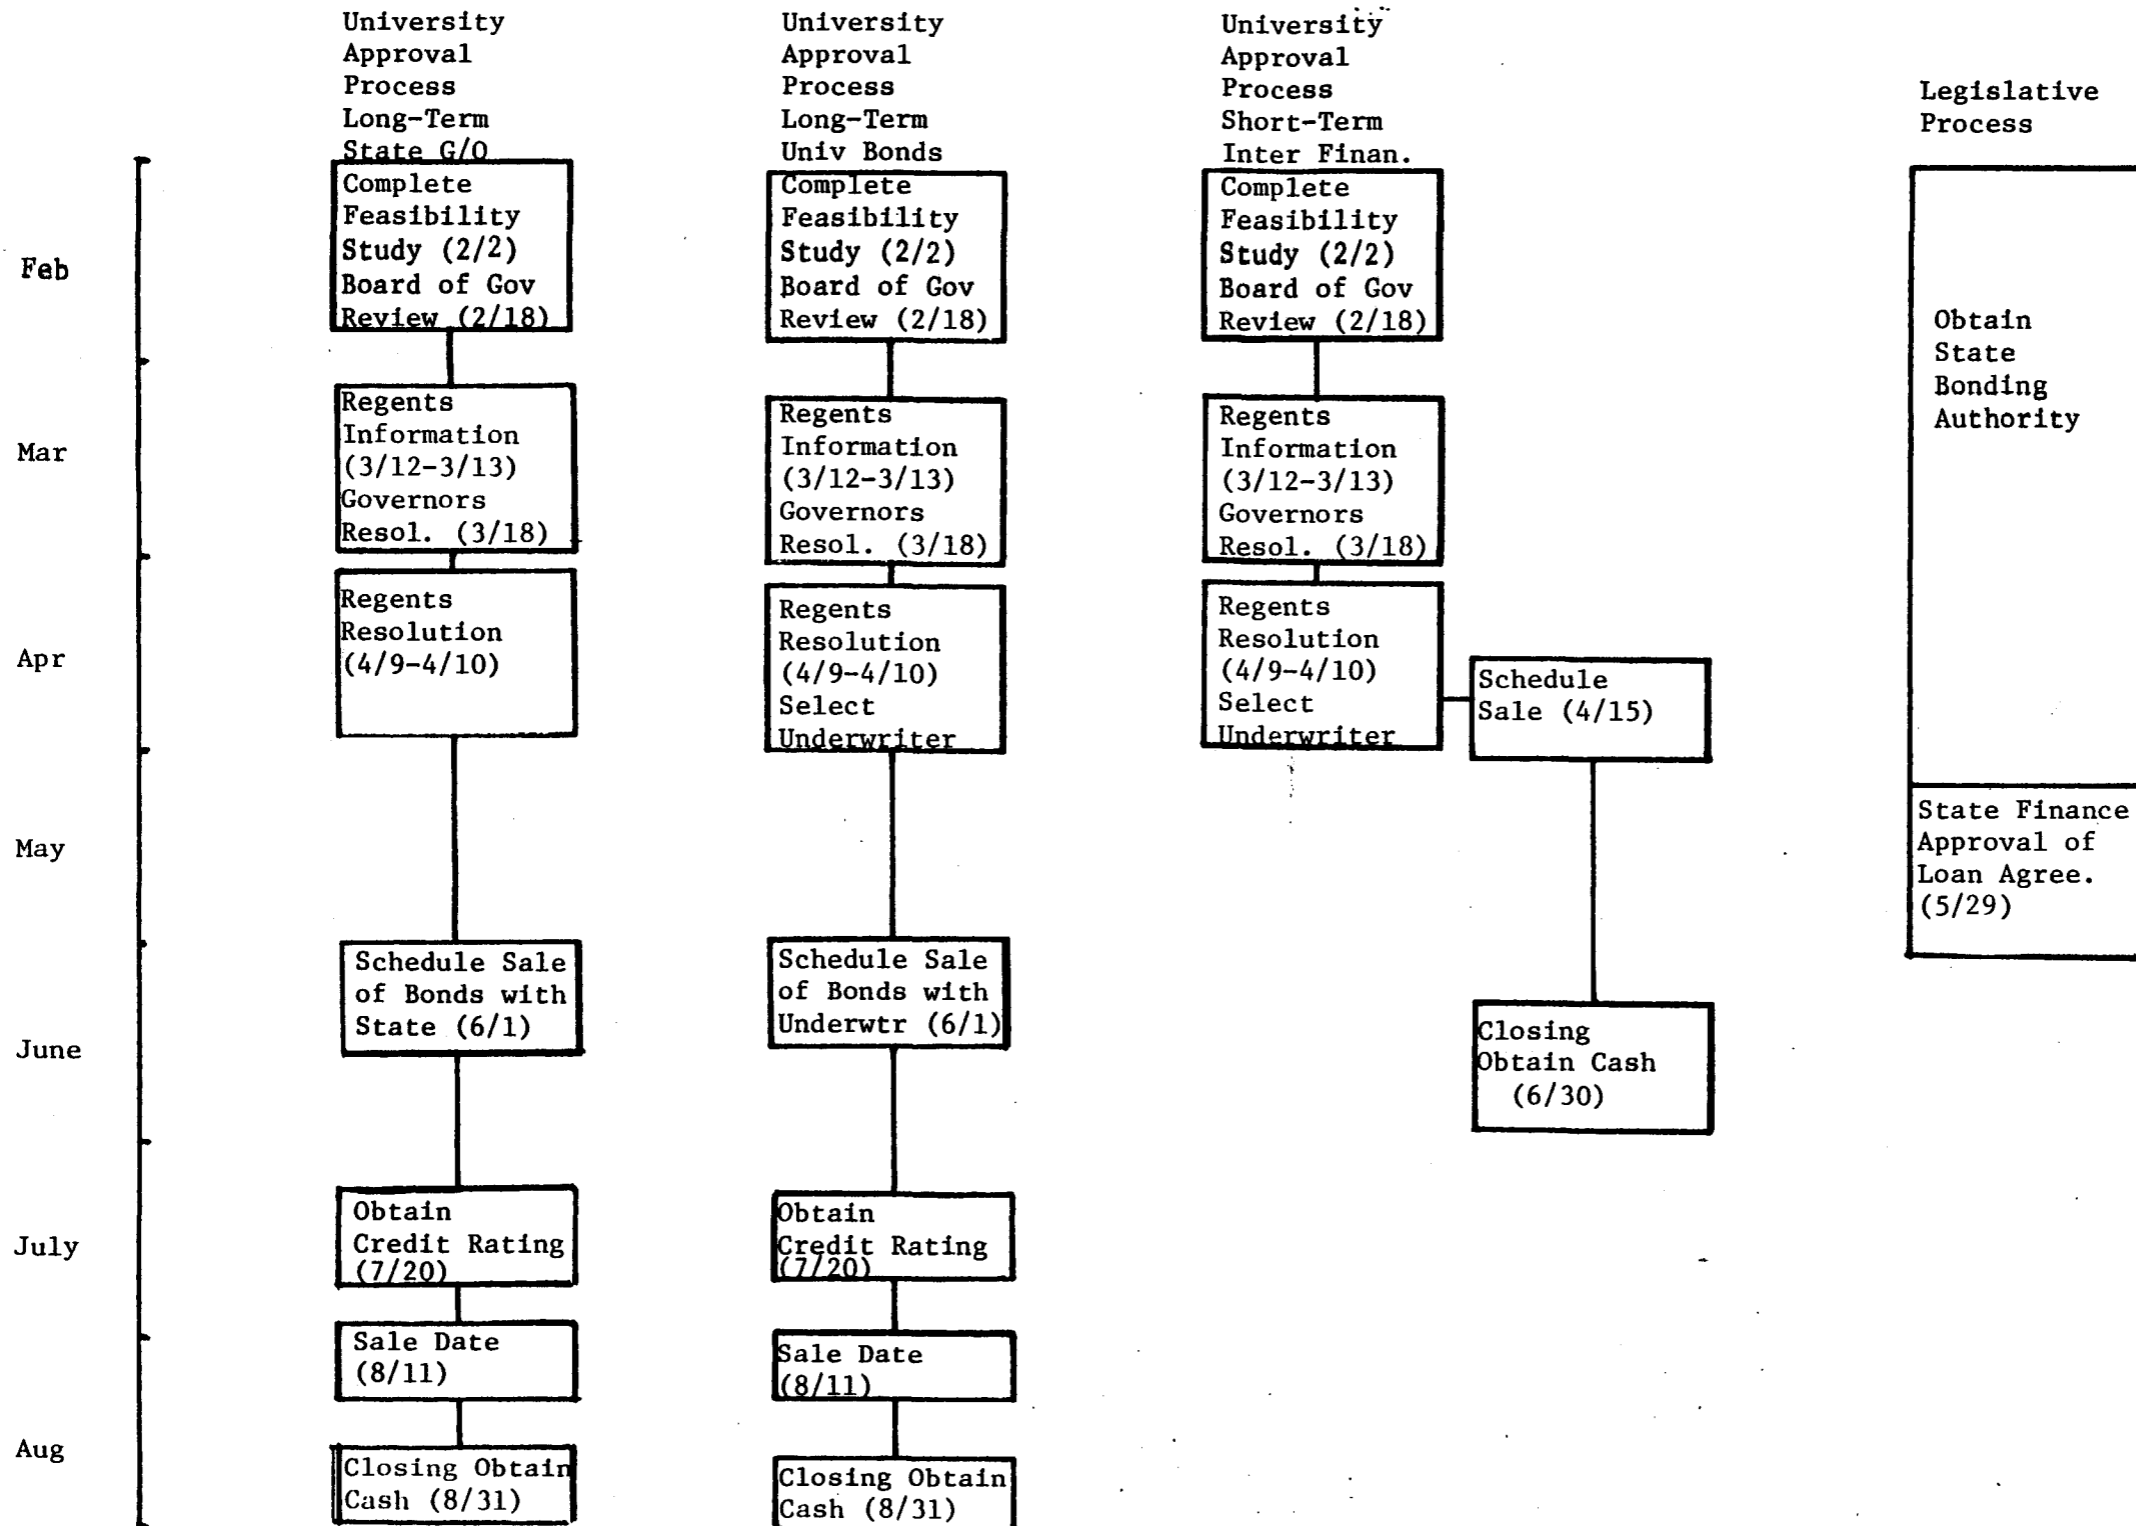 University
Approval
Process
Long-Term
State G/O
Complete
Feasibility
Study (2/2)
Board of Gov
Review (2/18)
Regents
Information
(3/12-3/13)
Governors
Resol. (3/18)
Regents
Resolution
(4/9-4/10)
Schedule Sale
of Bonds with
State (6/1)
Obtain
Credit Rating
(7/20)
Sale Date
(8/11)
Closing Obtain
Cash (8/31)
University
Approval
Process
Long-Term
Univ Bonds
Complete
Feasibility
Study (2/2)
Board of Gov
Review (2/18)
Regents
Information
(3/12-3/13)
Governors
Resol. (3/18)
Regents
Resolution
(4/9-4/10)
Select
Underwriter
Schedule Sale
of Bonds with
Underwtr (6/1)
Obtain
Credit Rating
(7/20)
Sale Date
(8/11)
Closing Obtain
Cash (8/31)
University
Approval
Process
Short-Term
Inter Finan.
Complete
Feasibility
Study (2/2)
Board of Gov
Review (2/18)
Regents
Information
(3/12-3/13)
Governors
Resol. (3/18)
Regents
Resolution
(4/9-4/10)
Select
Underwriter
Schedule
Sale (4/15)
Closing
Obtain Cash
(6/30)
Legislative
Process
Obtain
State
Bonding
Authority
State Finance
Approval of
Loan Agree.
(5/29)
Feb
Mar
Apr
May
June
July
Aug